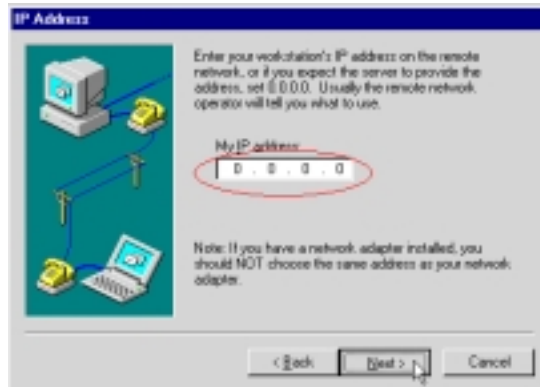 IP Address
Enter your workstation's IP address on the remote
network, or if you expect the server to provide the
address, set 0.0.0.0. Usually the remote network
operator will tell you what to use.
My IP address:
0 . 0 . 0 . 0
Note: If you have a network adapter installed, you
should NOT choose the same address as your network
adapter.
< Back
Next >
Cancel